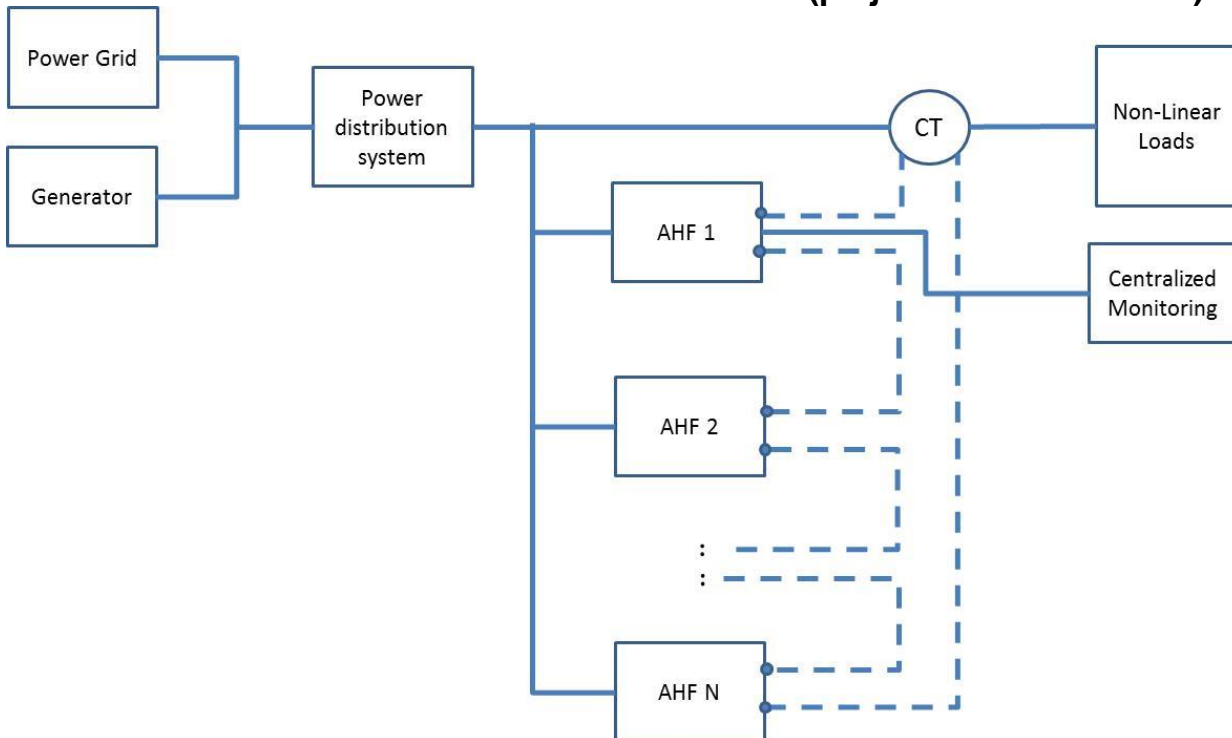 Power Grid
Generator
Power
distribution
system
CT
Non-Linear
Loads
AHF 1
Centralized
Monitoring
AHF 2
:
:
AHF N